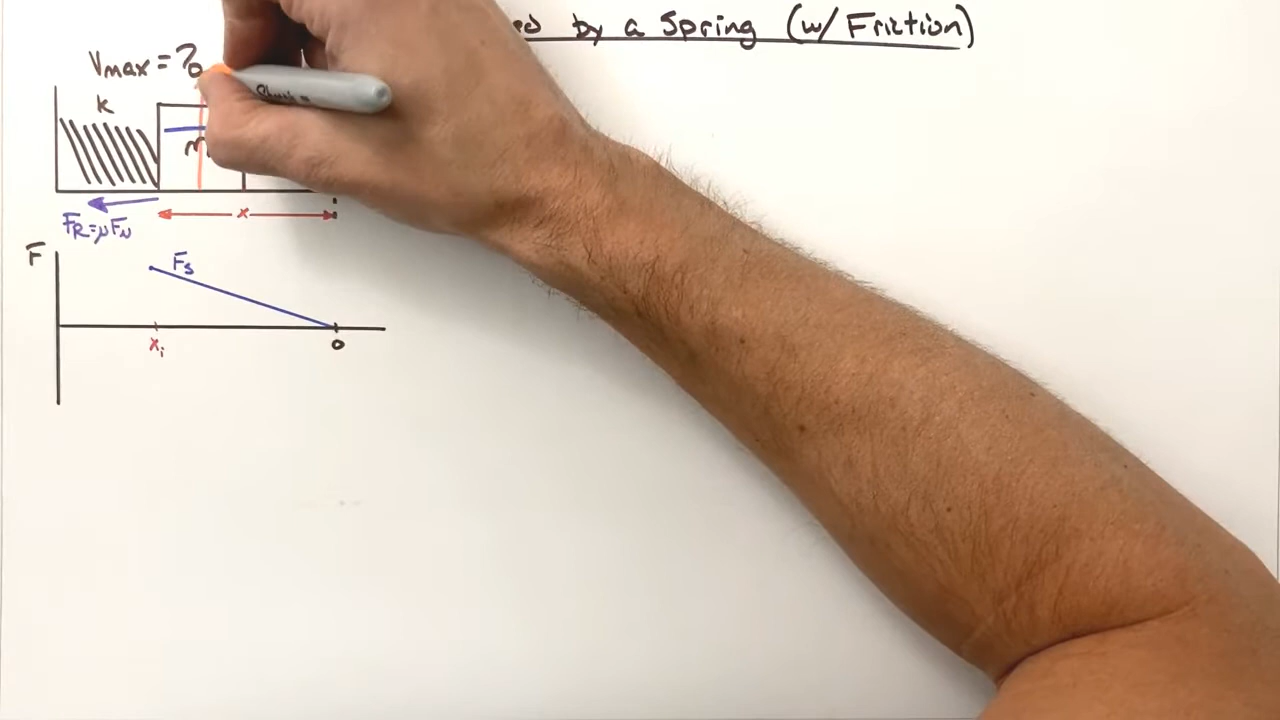 by a Spring (w/ Friction)
Vmax = ?
k
x
FR=μFN
F
Fs
xi
0